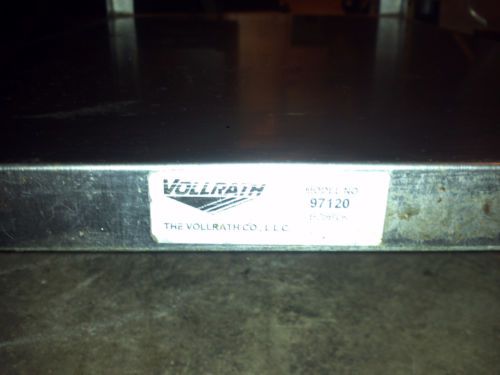 VOLLRATH
THE VOLLRATH CO., L.L.C.
MODEL NO.
97120